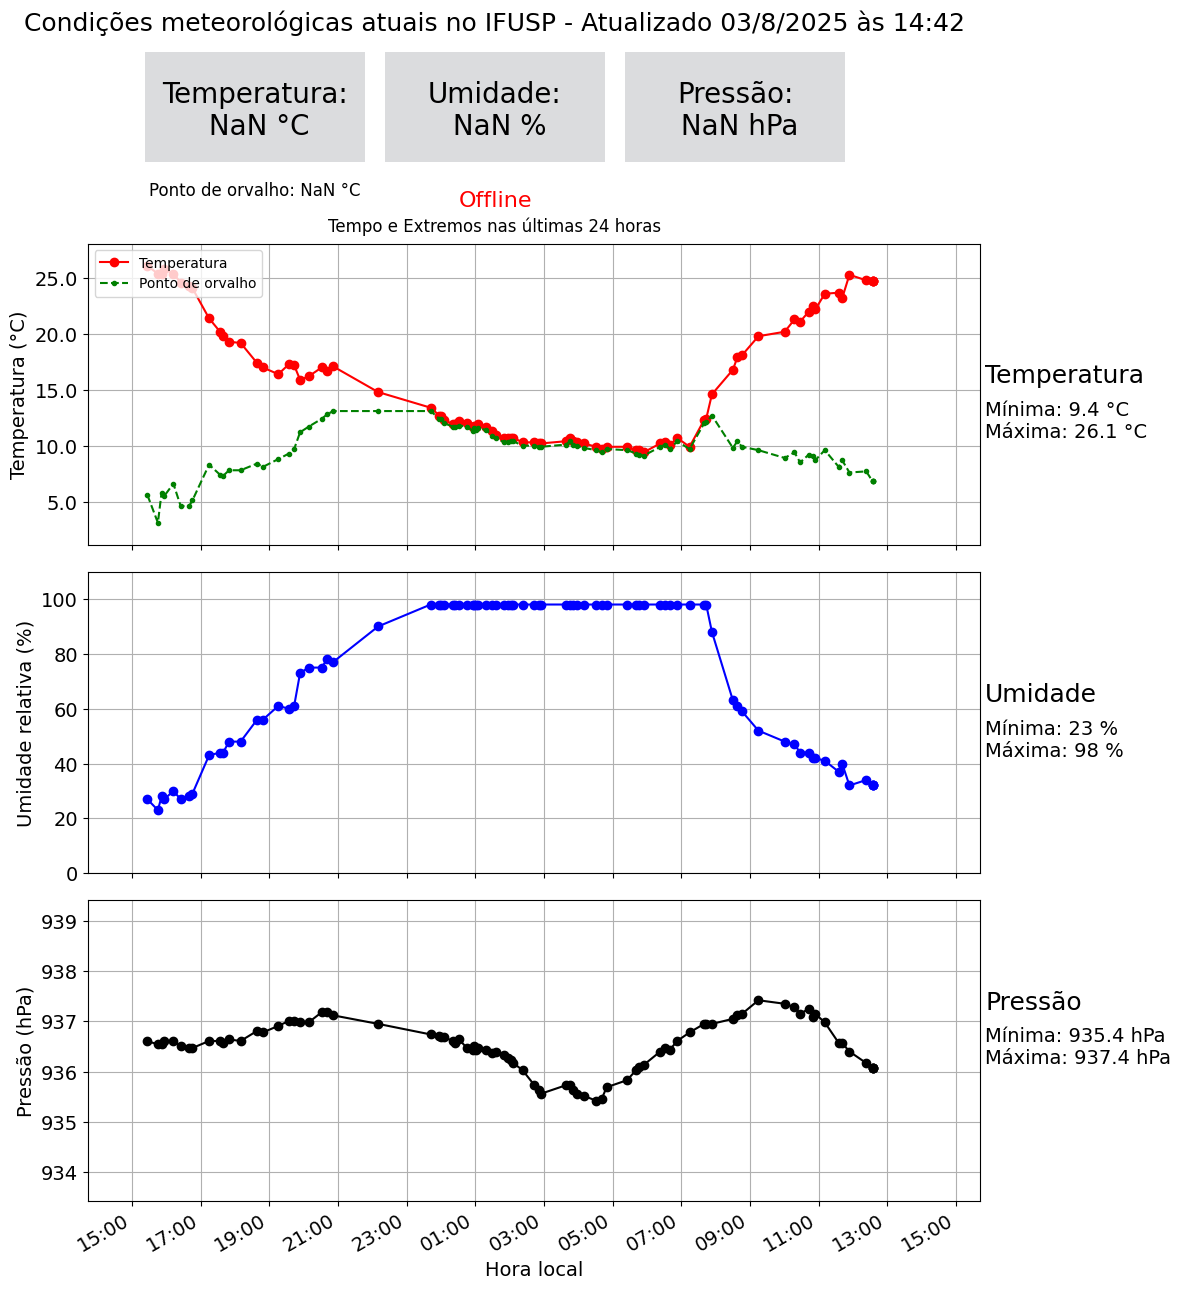 Condições meteorológicas atuais no IFUSP - Atualizado 03/8/2025 às 14:42
Temperatura:
NaN °C
Umidade:
NaN %
Pressão:
NaN hPa
Ponto de orvalho: NaN °C
Offline
Tempo e Extremos nas últimas 24 horas
Temperatura
Ponto de orvalho
25.0
20.0
15.0
10.0
5.0
Temperatura (°C)
Temperatura
Mínima: 9.4 °C
Máxima: 26.1 °C
100
80
60
40
20
0
Umidade relativa (%)
Umidade
Mínima: 23 %
Máxima: 98 %
939
938
937
936
935
934
Pressão (hPa)
Pressão
Mínima: 935.4 hPa
Máxima: 937.4 hPa
15:00 17:00 19:00 21:00 23:00 01:00 03:00 05:00 07:00 09:00 11:00 13:00 15:00
Hora local